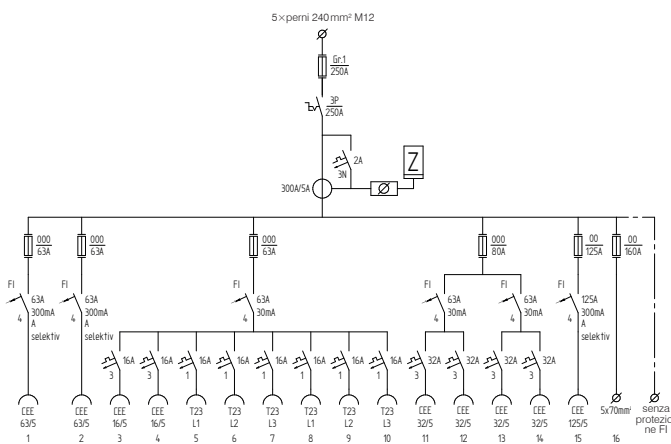 5×perni 240mm² M12
Gr.1
250A
3P
250A
2A
3N
Z
300A/5A
000
63A
000
63A
000
63A
000
80A
00
125A
00
160A
FI
63A
300mA
A
selektiv
4
FI
63A
300mA
A
selektiv
4
FI
63A
30mA
4
FI
63A
30mA
4
FI
63A
30mA
4
FI
125A
300mA
A
selektiv
4
16A
3
16A
3
16A
1
16A
1
16A
1
16A
1
16A
1
16A
1
32A
3
32A
3
32A
3
32A
3
CEE
63/5
1
CEE
63/5
2
CEE
16/5
3
CEE
16/5
4
T23
L1
5
T23
L2
6
T23
L3
7
T23
L1
8
T23
L2
9
T23
L3
10
CEE
32/5
11
CEE
32/5
12
CEE
32/5
13
CEE
32/5
14
CEE
125/5
15
5x70mm²
16
senza
protezio
ne FI